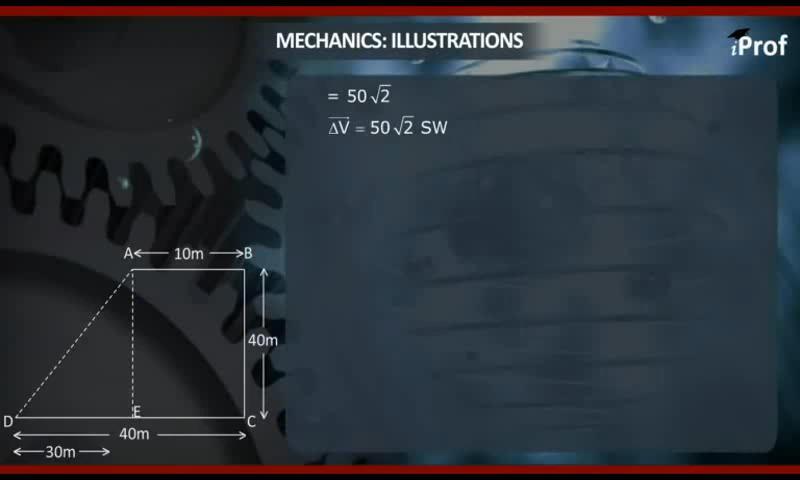 MECHANICS: ILLUSTRATIONS
iProf
= 50√2
ΔV⃗ = 50√2 SW
A 10m B
40m
D E C
40m
30m